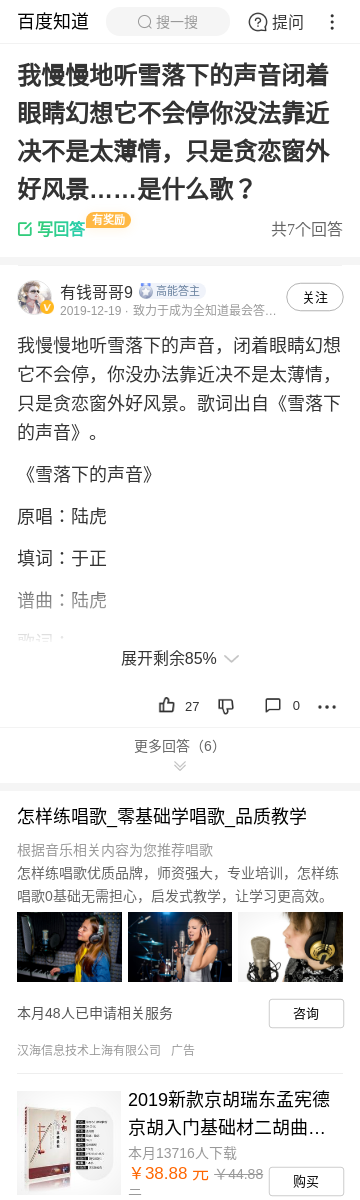 百度知道
搜一搜
提问
我慢慢地听雪落下的声音闭着
眼睛幻想它不会停你没法靠近
决不是太薄情，只是贪恋窗外
好风景……是什么歌？
写回答
有奖励
共7个回答
有钱哥哥9
高能答主
2019-12-19 · 致力于成为全知道最会答…
关注
我慢慢地听雪落下的声音，闭着眼睛幻想
它不会停，你没办法靠近决不是太薄情，
只是贪恋窗外好风景。歌词出自《雪落下
的声音》。
《雪落下的声音》
原唱：陆虎
填词：于正
谱曲：陆虎
歌词：
展开剩余85%
27
0
更多回答（6）
怎样练唱歌_零基础学唱歌_品质教学
根据音乐相关内容为您推荐唱歌
怎样练唱歌优质品牌，师资强大，专业培训，怎样练
唱歌0基础无需担心，启发式教学，让学习更高效。
本月48人已申请相关服务
咨询
汉海信息技术上海有限公司
广告
2019新款京胡瑞东孟宪德
京胡入门基础材二胡曲…
本月13716人下载
￥38.88 元
￥44.88
元
购买